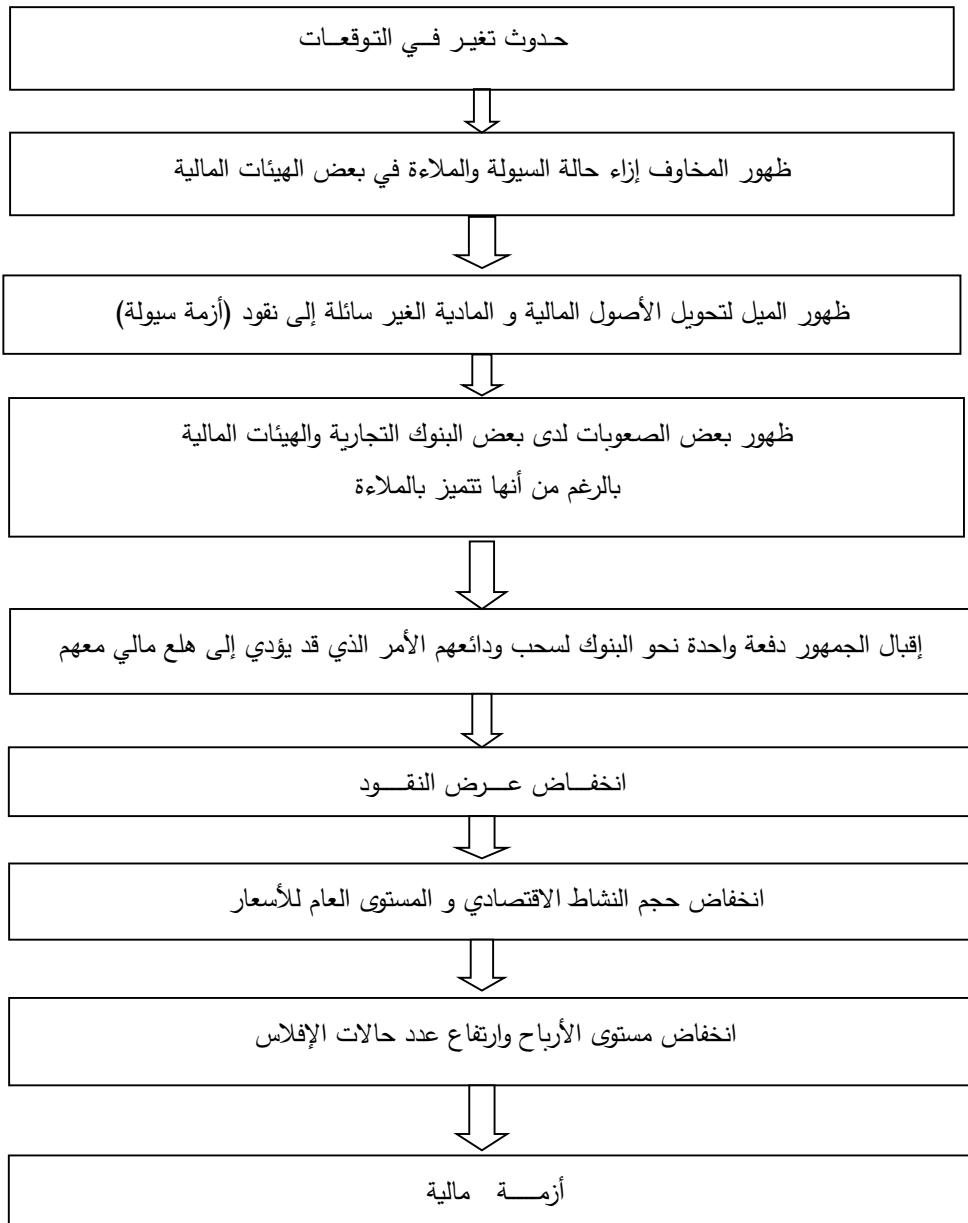 حدوث تغير في التوقعات
ظهور المخاوف إزاء حالة السيولة والملاءة في بعض الهيئات المالية
ظهور الميل لتحويل الأصول المالية و المادية الغير سائلة إلى نقود (أزمة سيولة)
ظهور بعض الصعوبات لدى بعض البنوك التجارية والهيئات المالية
بالرغم من أنها تتميز بالملاءة
إقبال الجمهور دفعة واحدة نحو البنوك لسحب ودائعهم الأمر الذي قد يؤدي إلى هلع مالي معهم
انخفاض عرض النقود
انخفاض حجم النشاط الاقتصادي و المستوى العام للأسعار
انخفاض مستوى الأرباح وارتفاع عدد حالات الإفلاس
أزمة مالية